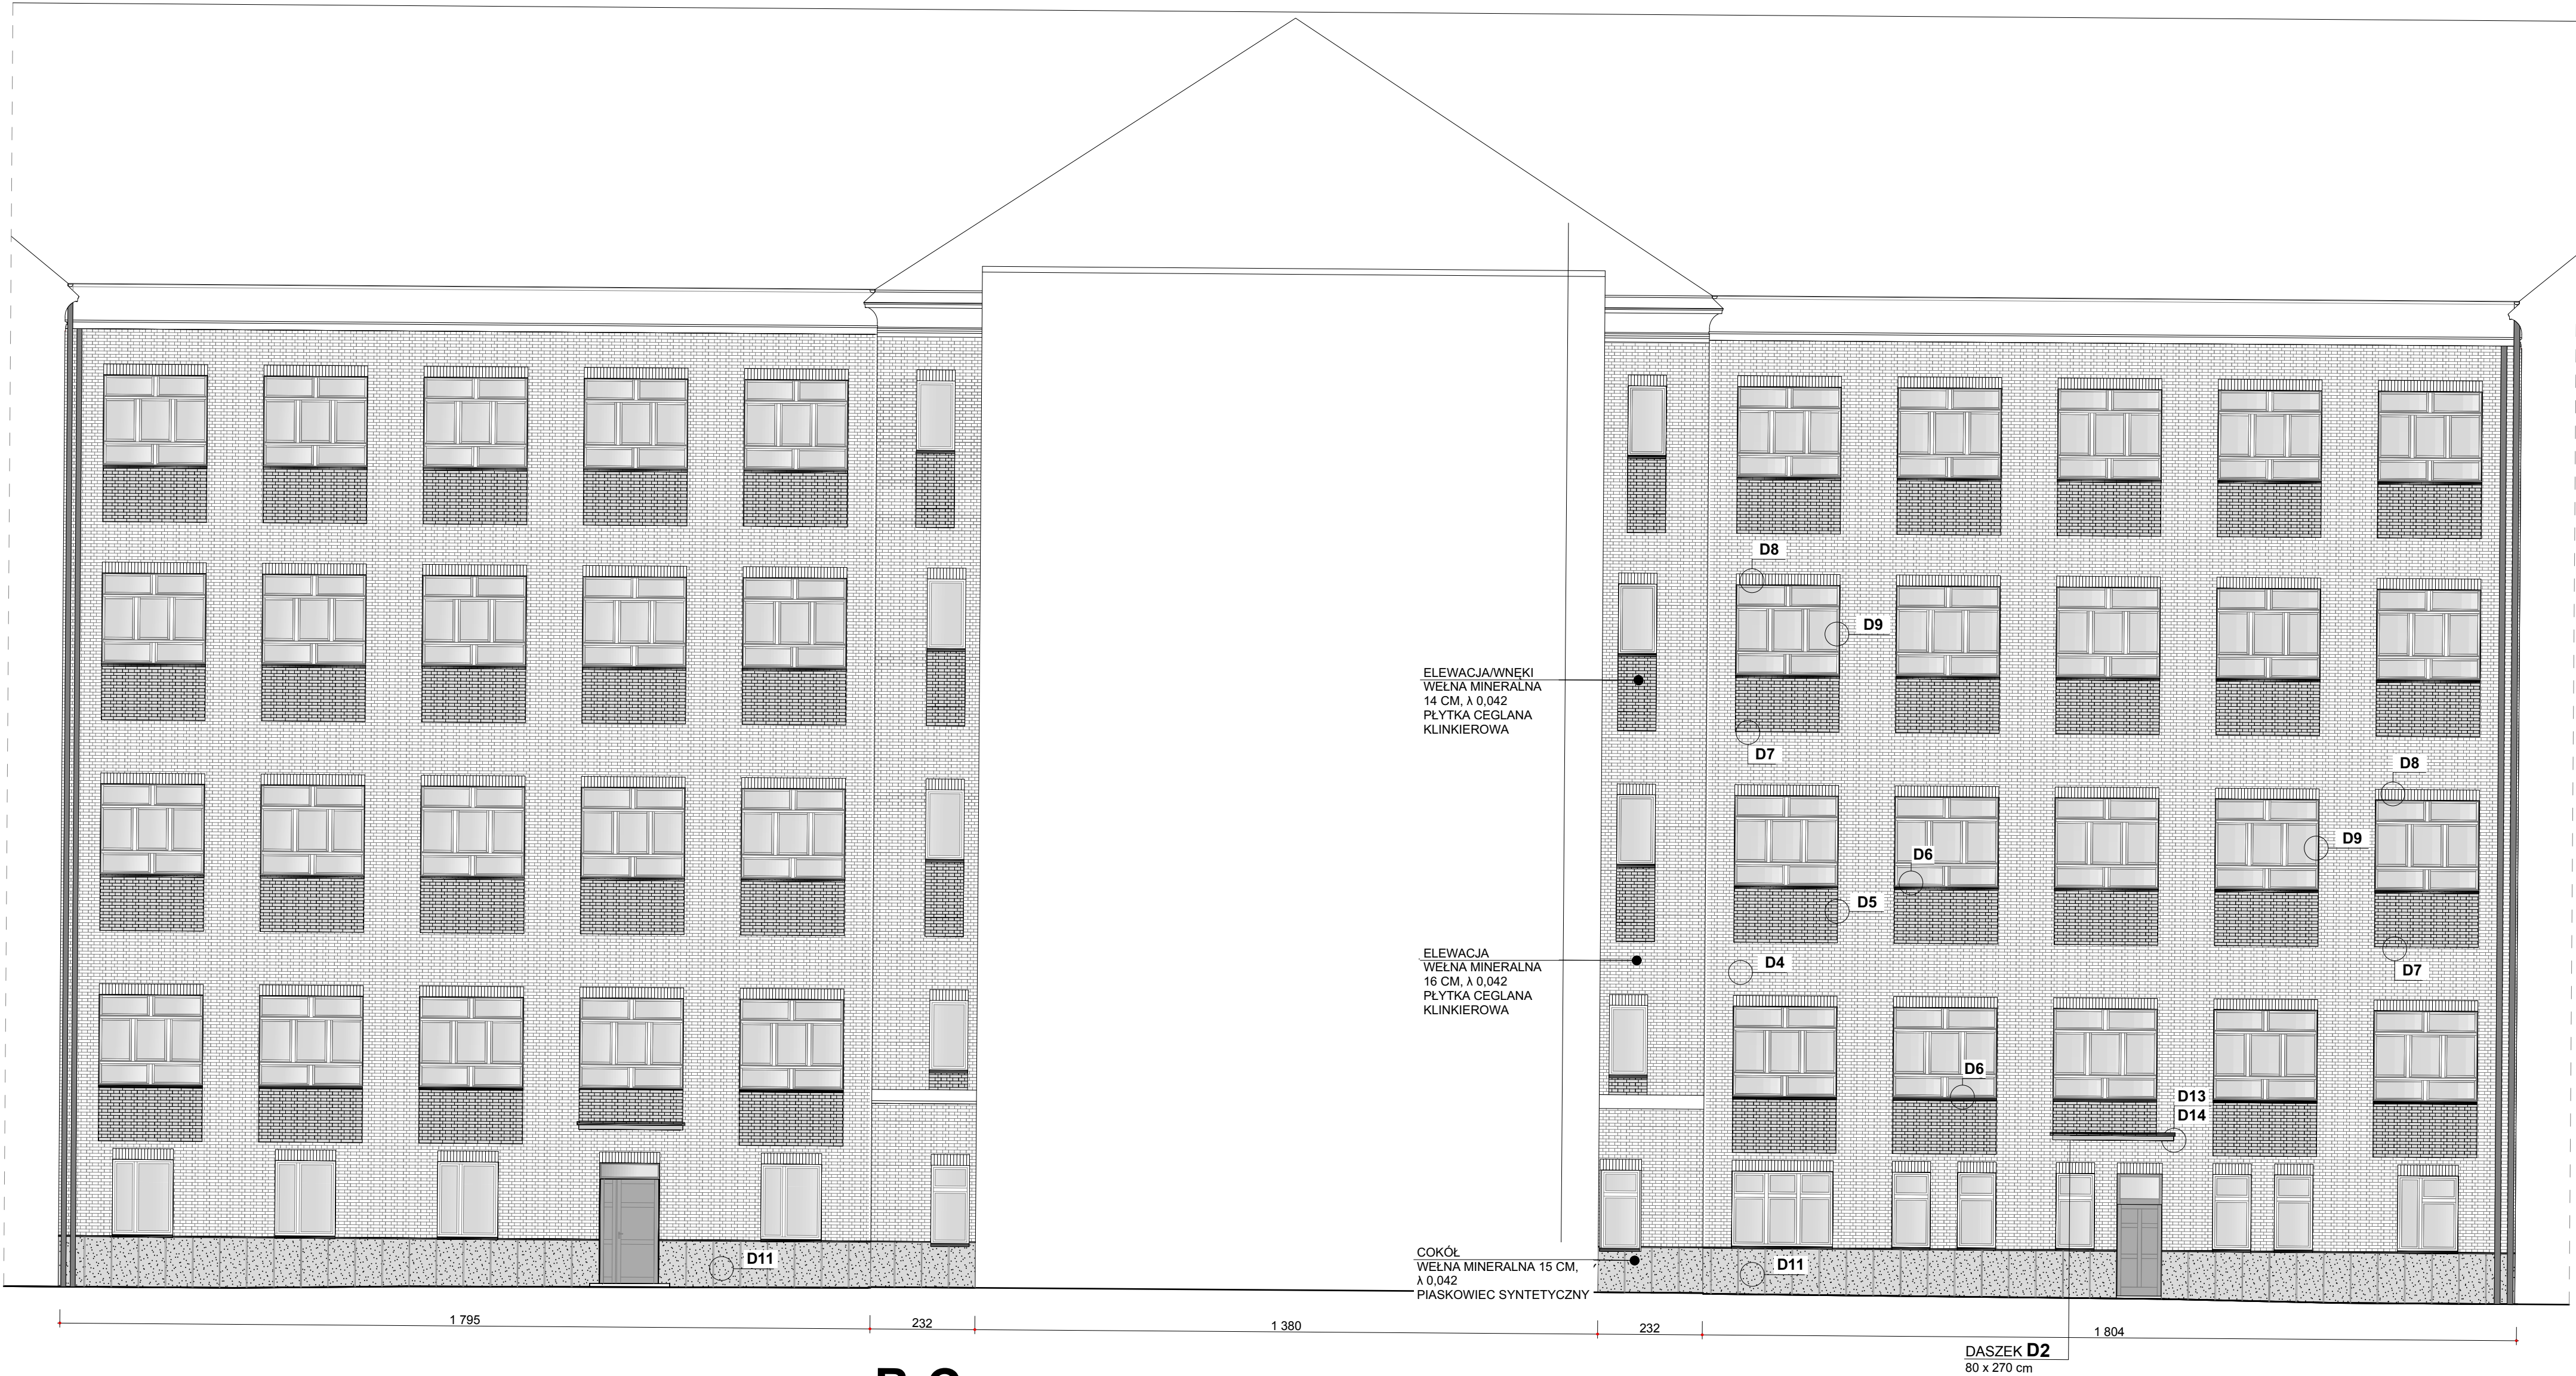 D8
D9
ELEWACJA/WNĘKI
WEŁNA MINERALNA
14 CM, λ 0,042
PŁYTKA CEGLANA
KLINKIEROWA
D7
D8
D9
D6
D5
ELEWACJA
WEŁNA MINERALNA
16 CM, λ 0,042
PŁYTKA CEGLANA
KLINKIEROWA
D4
D7
D6
D13
D14
D11
COKÓŁ
WEŁNA MINERALNA 15 CM,
λ 0,042
PIASKOWIEC SYNTETYCZNY
D11
1 795
232
1 380
232
1 804
DASZEK D2
80 x 270 cm